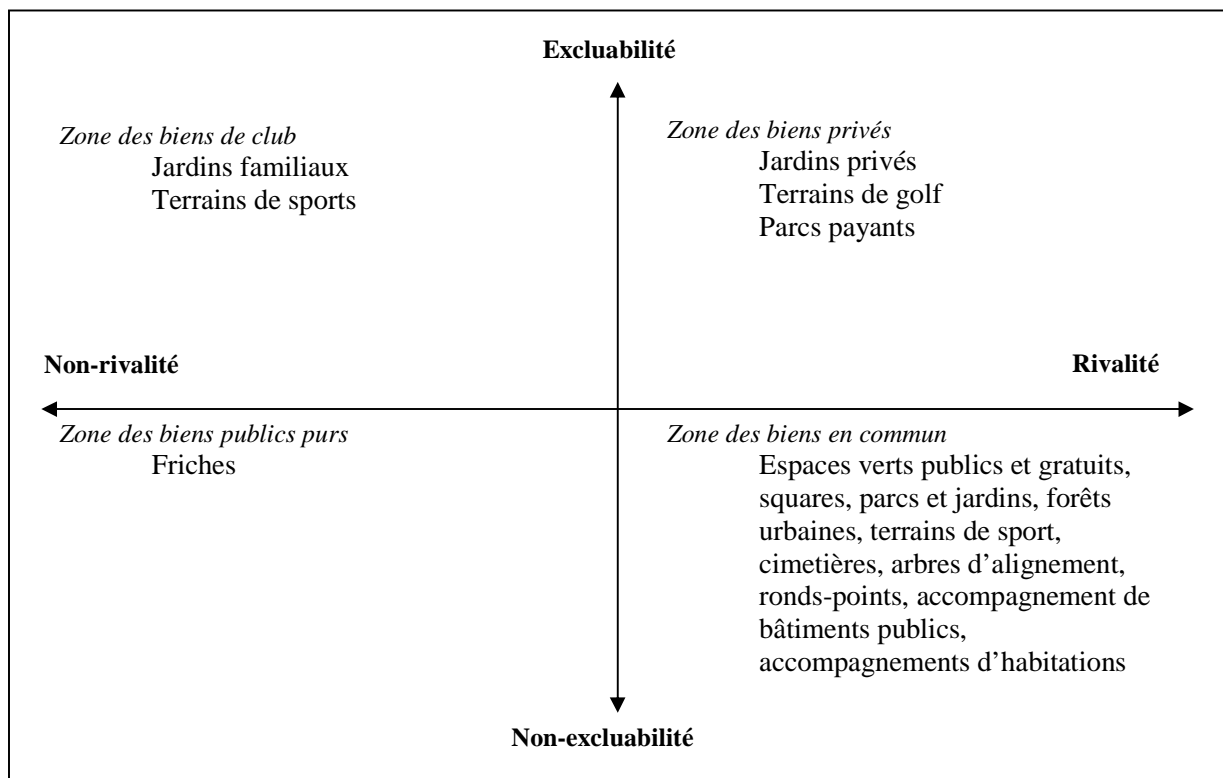 Excluabilité
Zone des biens de club
Jardins familiaux
Terrains de sports
Zone des biens privés
Jardins privés
Terrains de golf
Parcs payants
Non-rivalité
Rivalité
Zone des biens publics purs
Friches
Zone des biens en commun
Espaces verts publics et gratuits,
squares, parcs et jardins, forêts
urbaines, terrains de sport,
cimetières, arbres d’alignement,
ronds-points, accompagnement de
bâtiments publics,
accompagnements d’habitations
Non-excluabilité